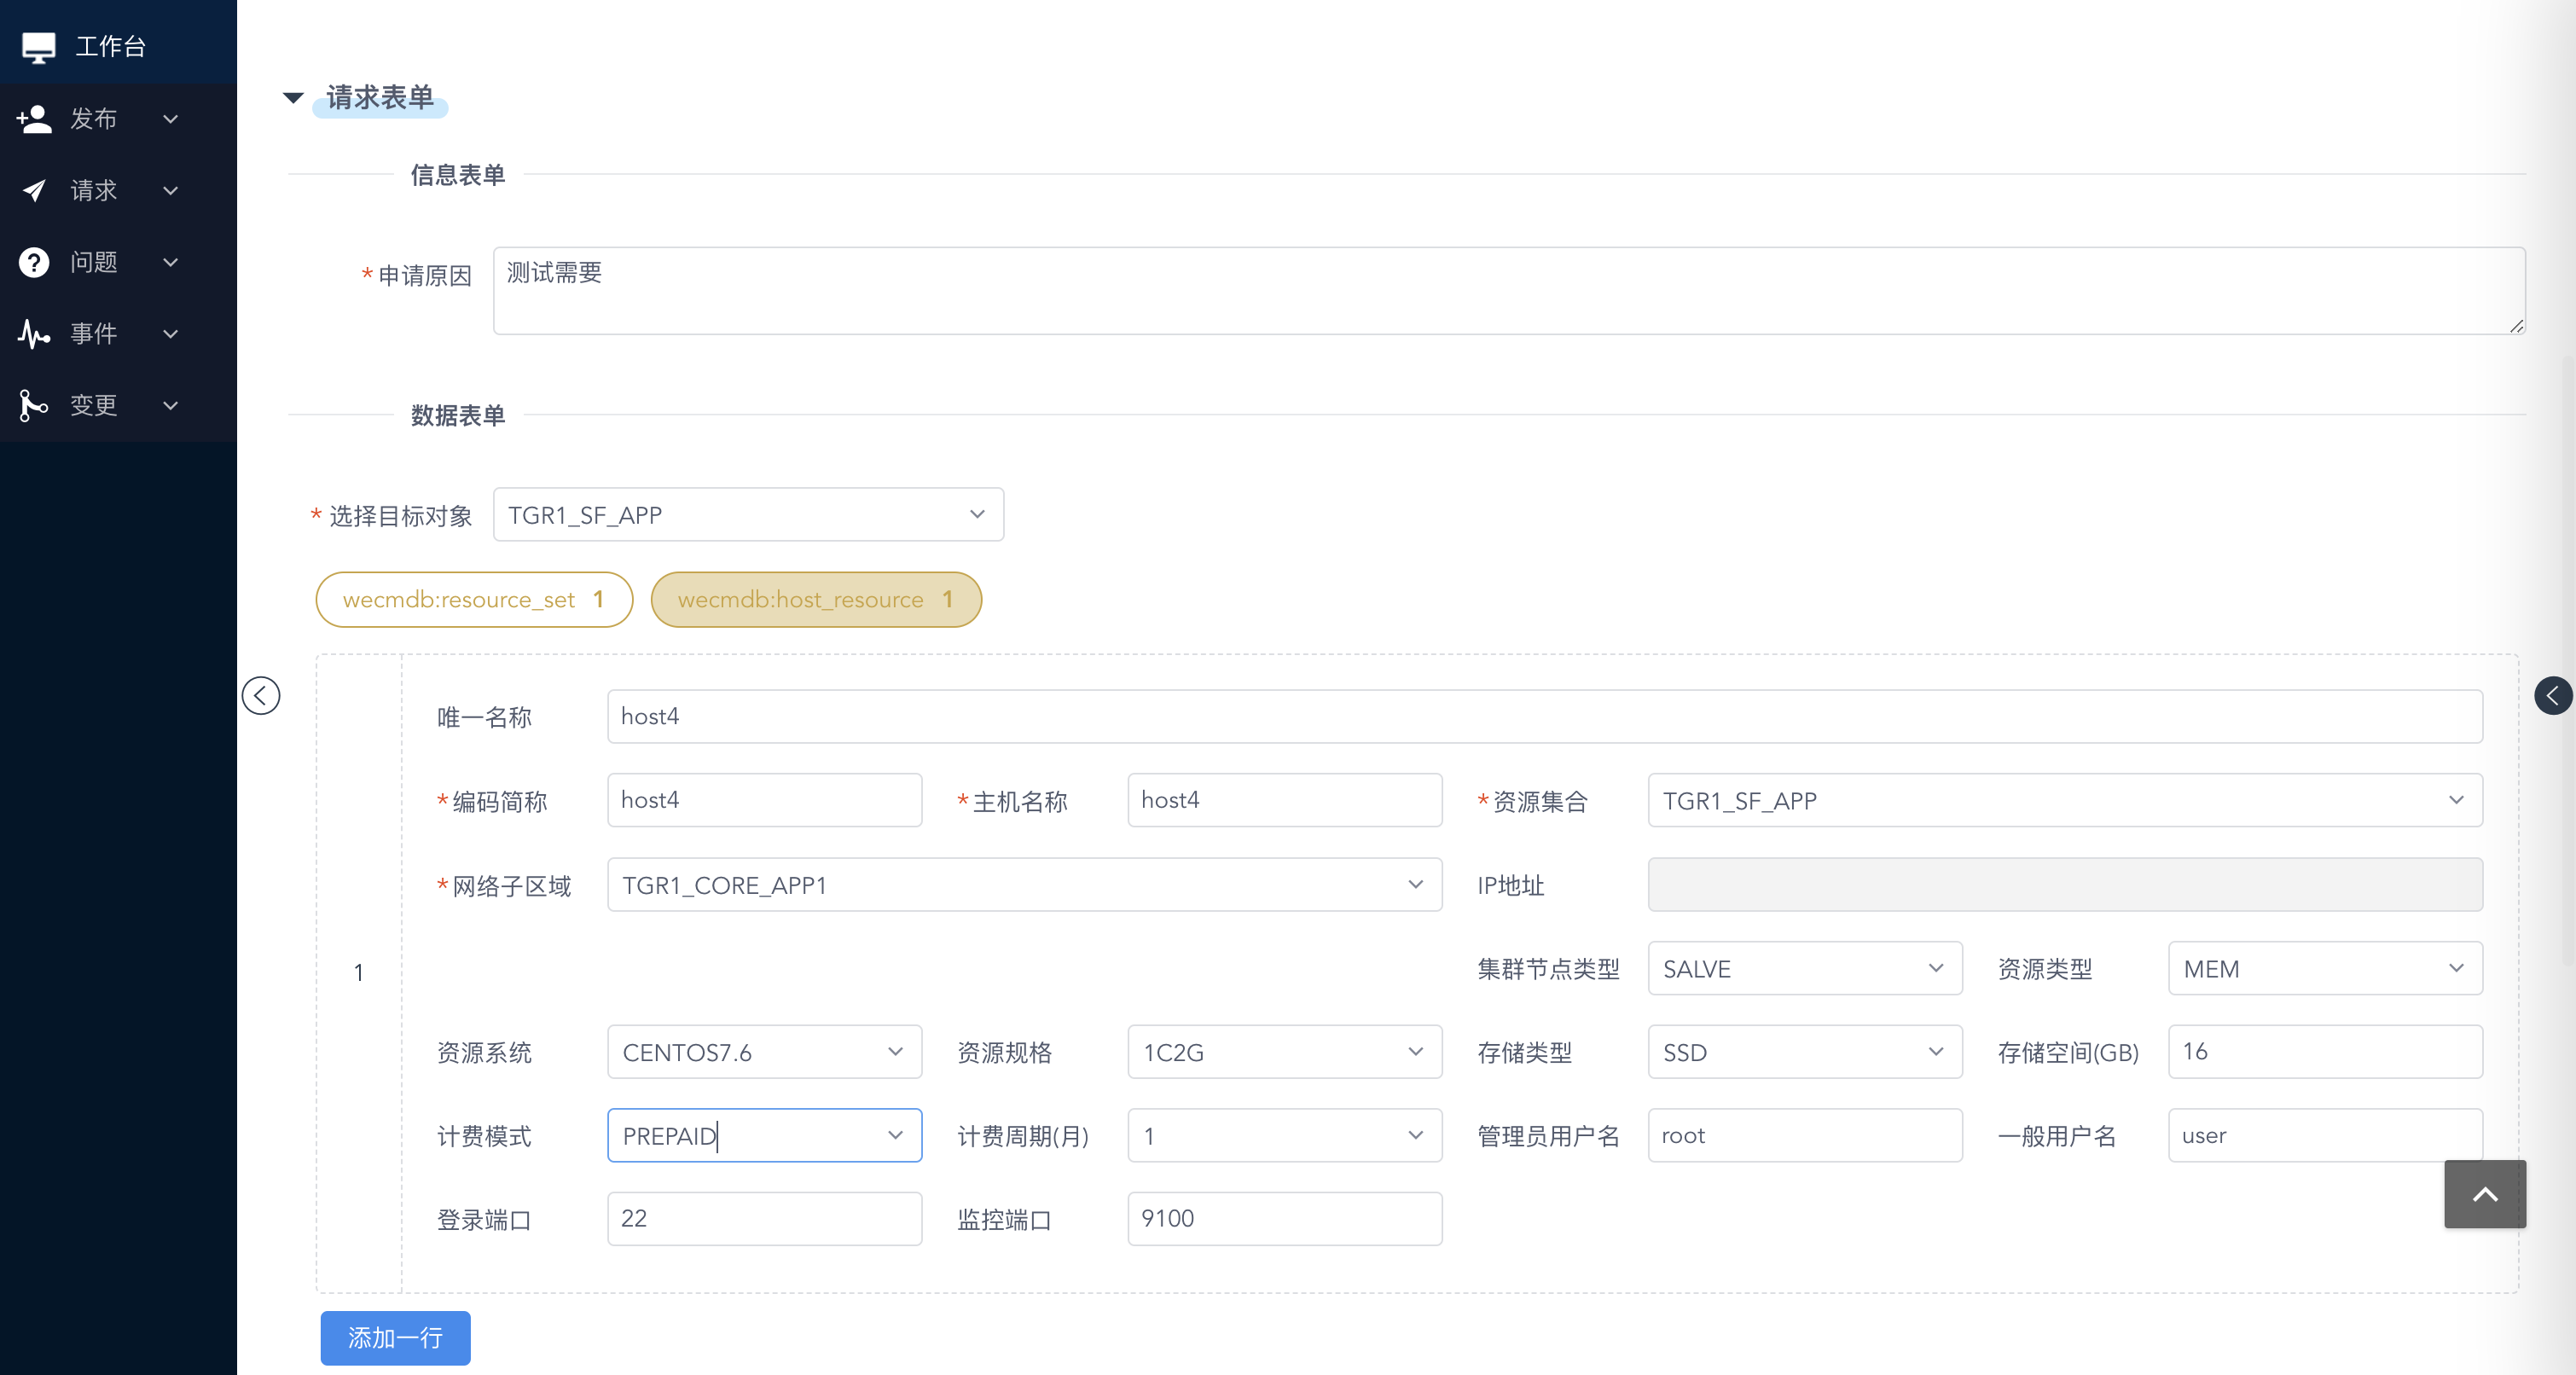 工作台
发布
请求
问题
事件
变更
请求表单
信息表单
*申请原因 测试需要
数据表单
* 选择目标对象 TGR1_SF_APP
wecmdb:resource_set 1 wecmdb:host_resource 1
1
唯一名称 host4
*编码简称 host4 *主机名称 host4 *资源集合 TGR1_SF_APP
*网络子区域 TGR1_CORE_APP1 IP地址
集群节点类型 SALVE 资源类型 MEM
资源系统 CENTOS7.6 资源规格 1C2G 存储类型 SSD 存储空间(GB) 16
计费模式 PREPAID 计费周期(月) 1 管理员用户名 root 一般用户名 user
登录端口 22 监控端口 9100
添加一行